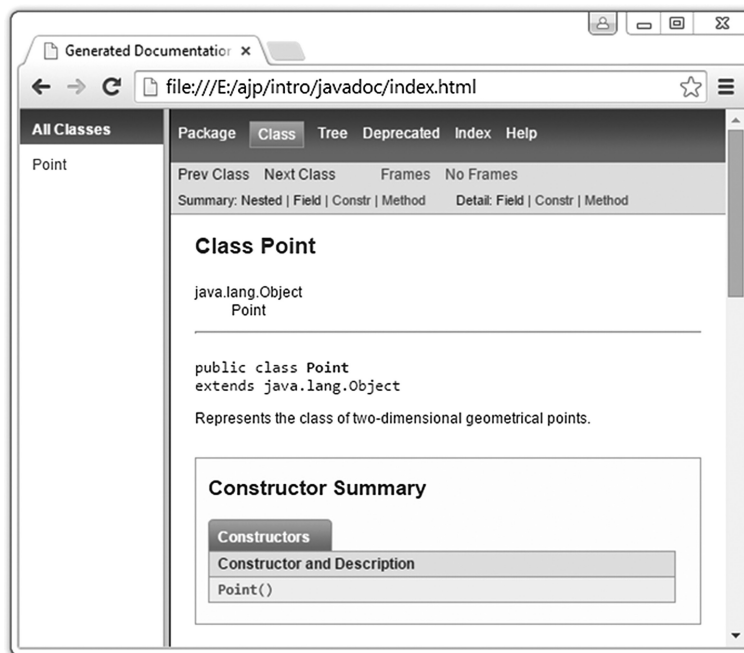 Generated Documentation
file:///E:/ajp/intro/javadoc/index.html
All Classes
Point
Package Class Tree Deprecated Index Help
Prev Class Next Class Frames No Frames
Summary: Nested | Field | Constr | Method Detail: Field | Constr | Method
Class Point
java.lang.Object
Point
public class Point
extends java.lang.Object
Represents the class of two-dimensional geometrical points.
Constructor Summary
Constructors
Constructor and Description
Point()